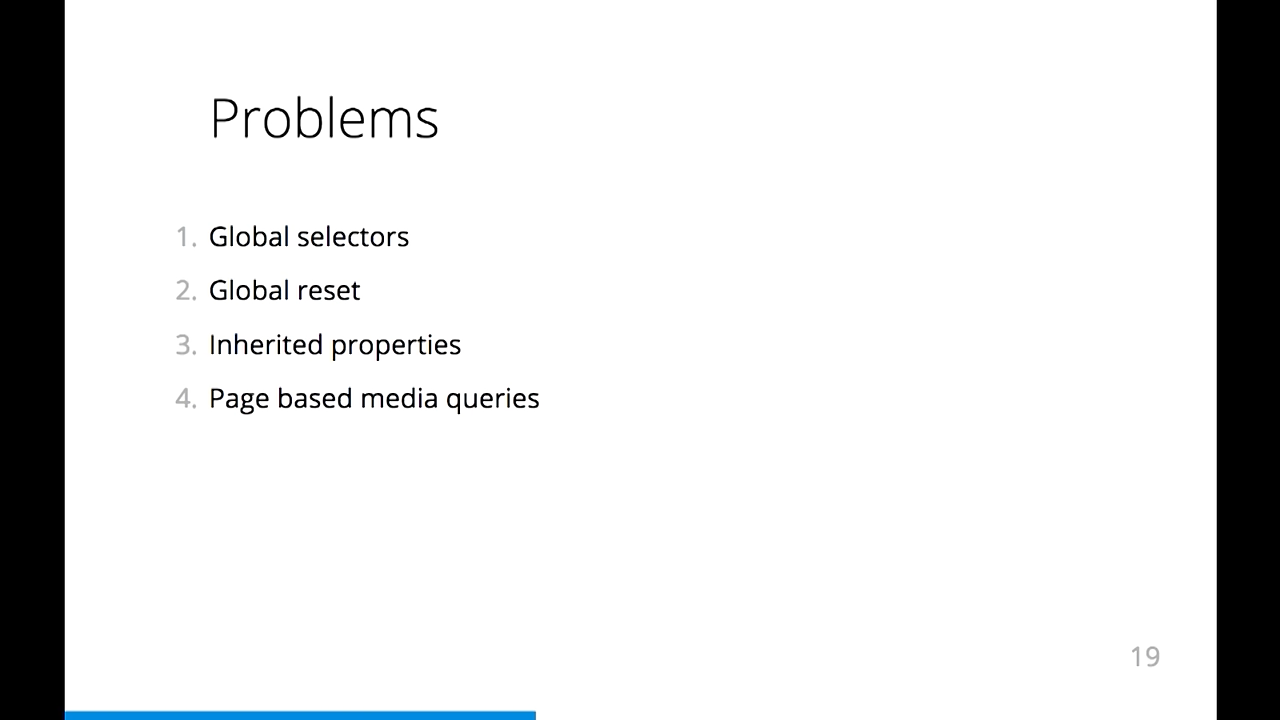 Problems
1. Global selectors
2. Global reset
3. Inherited properties
4. Page based media queries
19